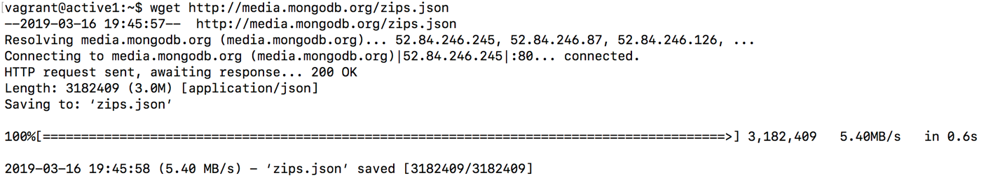 [vagrant@active1:~$ wget http://media.mongodb.org/zips.json
--2019-03-16 19:45:57--  http://media.mongodb.org/zips.json
Resolving media.mongodb.org (media.mongodb.org)... 52.84.246.245, 52.84.246.87, 52.84.246.126, ...
Connecting to media.mongodb.org (media.mongodb.org)|52.84.246.245|:80... connected.
HTTP request sent, awaiting response... 200 OK
Length: 3182409 (3.0M) [application/json]
Saving to: ‘zips.json’
100%[=========================================================================================>] 3,182,409   5.40MB/s   in 0.6s
2019-03-16 19:45:58 (5.40 MB/s) - ‘zips.json’ saved [3182409/3182409]